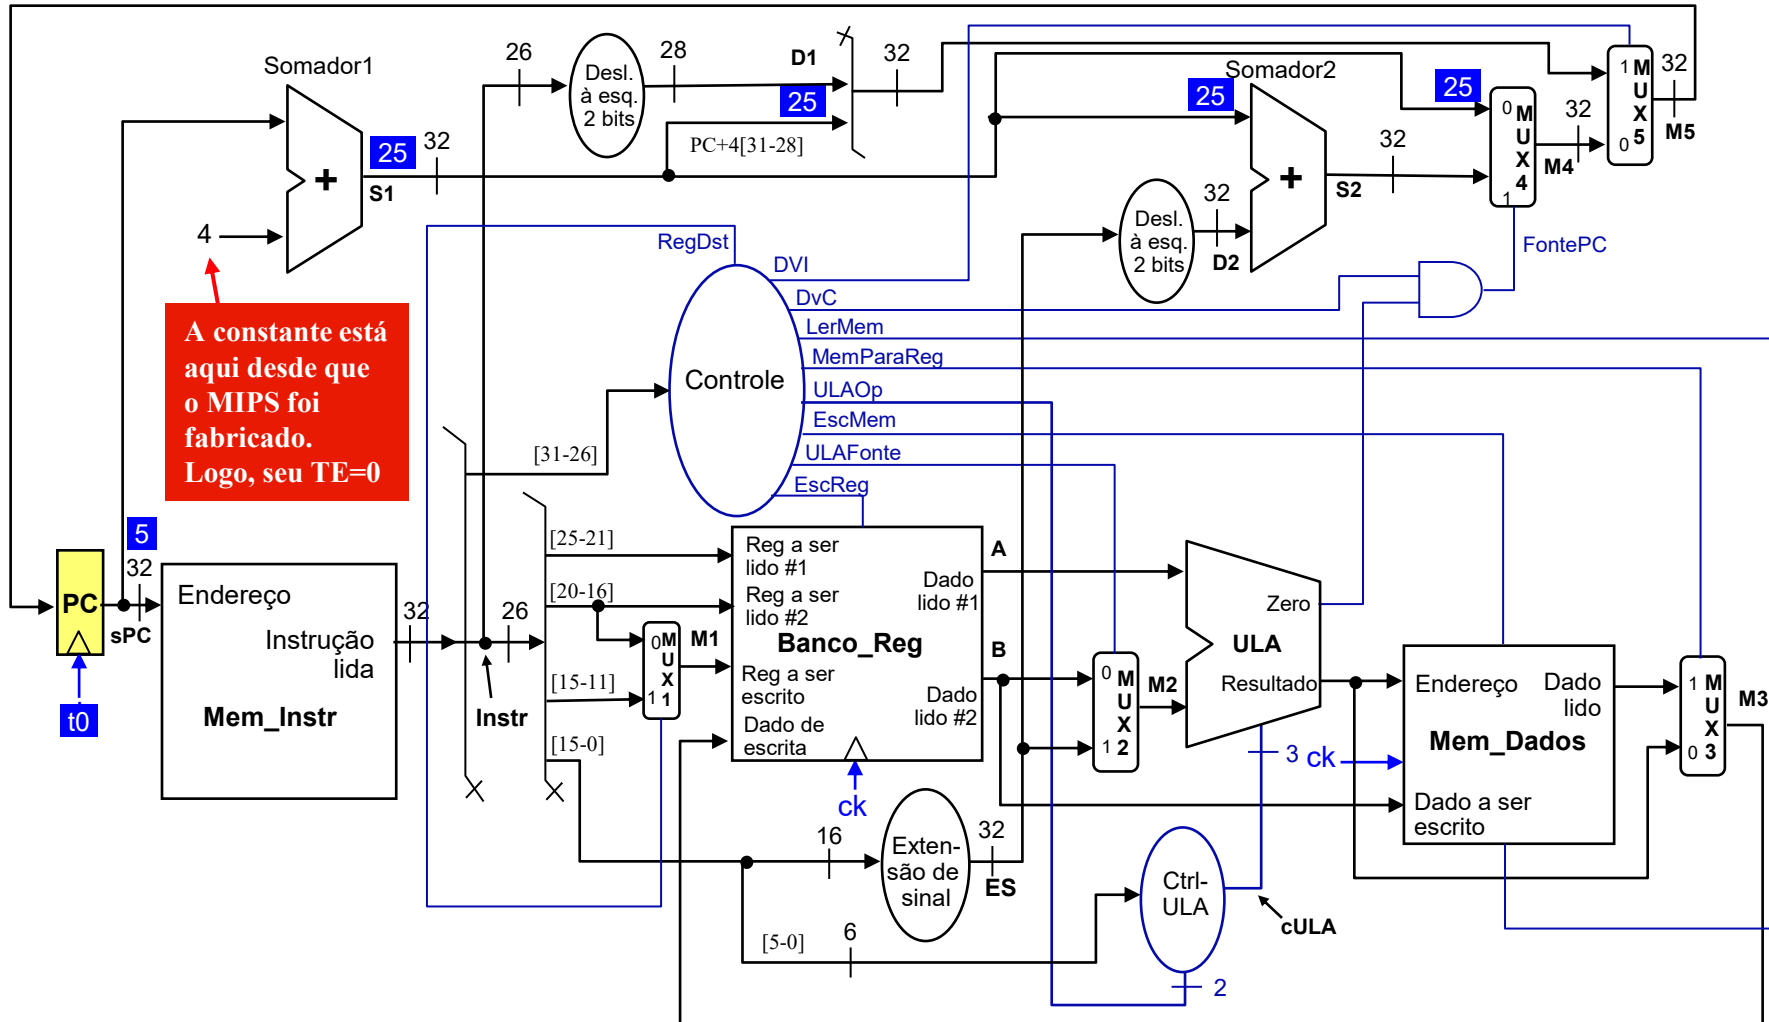 Somador1
26
Desl.
à esq.
2 bits
28
D1
32
25
PC+4[31-28]
25
32
S1
+
4
25
Somador2
+
32
S2
Desl.
à esq.
2 bits
32
D2
25
0
M
U
X
4
1
32
M4
1
M
U
X
5
0
32
M5
FontePC
RegDst
DVI
DvC
LerMem
MemParaReg
ULAOp
EscMem
ULAFonte
EscReg
Controle
A constante está
aqui desde que
o MIPS foi
fabricado.
Logo, seu TE=0
5
32
PC
sPC
t0
Endereço
Instrução
lida
Mem_Instr
32
26
Instr
[31-26]
[25-21]
[20-16]
[15-11]
[15-0]
0
M
U
X
1
1
M1
Reg a ser
lido #1
Reg a ser
lido #2
Banco_Reg
Reg a ser
escrito
Dado de
escrita
Dado
lido #1
Dado
lido #2
ck
A
B
0
M
U
X
2
1
M2
Zero
ULA
Resultado
3
ck
Endereço
Dado
lido
Mem_Dados
Dado a ser
escrito
1
M
U
X
3
0
M3
16
Exten-
são de
sinal
32
ES
[5-0]
6
Ctrl-
ULA
cULA
2